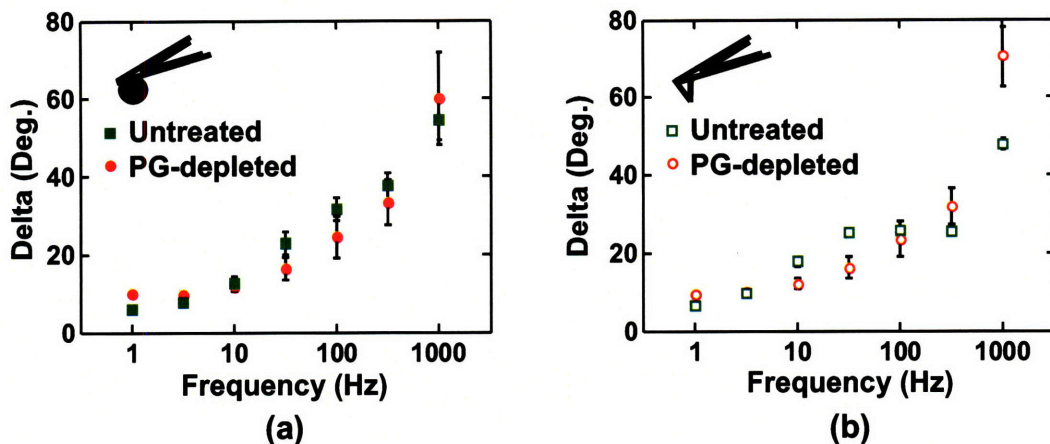 80
60
40
20
0
Delta (Deg.)
Untreated
PG-depleted
1 10 100 1000
Frequency (Hz)
(a)
80
60
40
20
0
Delta (Deg.)
Untreated
PG-depleted
1 10 100 1000
Frequency (Hz)
(b)